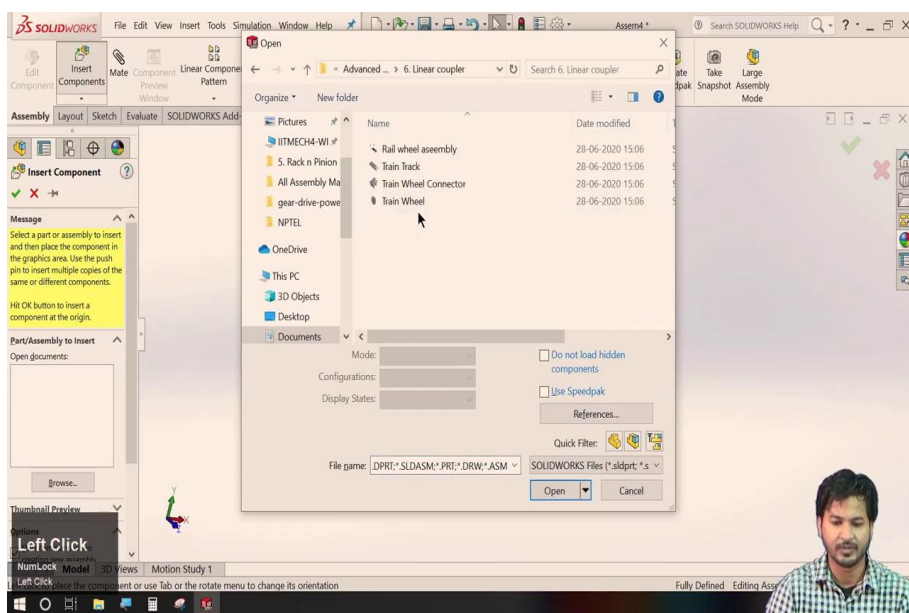 SOLIDWORKS File Edit View Insert Tools Simulation Window Help Assem4 * Search SOLIDWORKS Help
Edit Component
Insert Components
Mate
Component Preview Window
Linear Compone Pattern
Take Snapshot
Large Assembly Mode
Assembly Layout Sketch Evaluate SOLIDWORKS Add-
Insert Component
Message
Select a part or assembly to insert
and then place the component in
the graphics area. Use the push
pin to insert multiple copies of the
same or different components.
Hit OK button to insert a
component at the origin.
Part/Assembly to Insert
Open documents:
Browse...
Thumbnail Preview
Open
« Advanced ... > 6. Linear coupler
Search 6. Linear coupler
Organize New folder
Pictures
IITMECH4-WI
5. Rack n Pinion
All Assembly Ma
gear-drive-powe
NPTEL
OneDrive
This PC
3D Objects
Desktop
Documents
Name Date modified
Rail wheel aseembly 28-06-2020 15:06
Train Track 28-06-2020 15:06
Train Wheel Connector 28-06-2020 15:06
Train Wheel 28-06-2020 15:06
Mode:
Configurations:
Display States:
Do not load hidden
components
Use Speedpak
References...
Quick Filter:
File name: .DPRT;*.SLDASM;*.PRT;*.DRW;*.ASM
SOLIDWORKS Files (*.sldprt; *.s
Open Cancel
Left Click
NumLock
Left Click
Model 3D Views Motion Study 1
place the component or use Tab or the rotate menu to change its orientation
Fully Defined Editing Asse